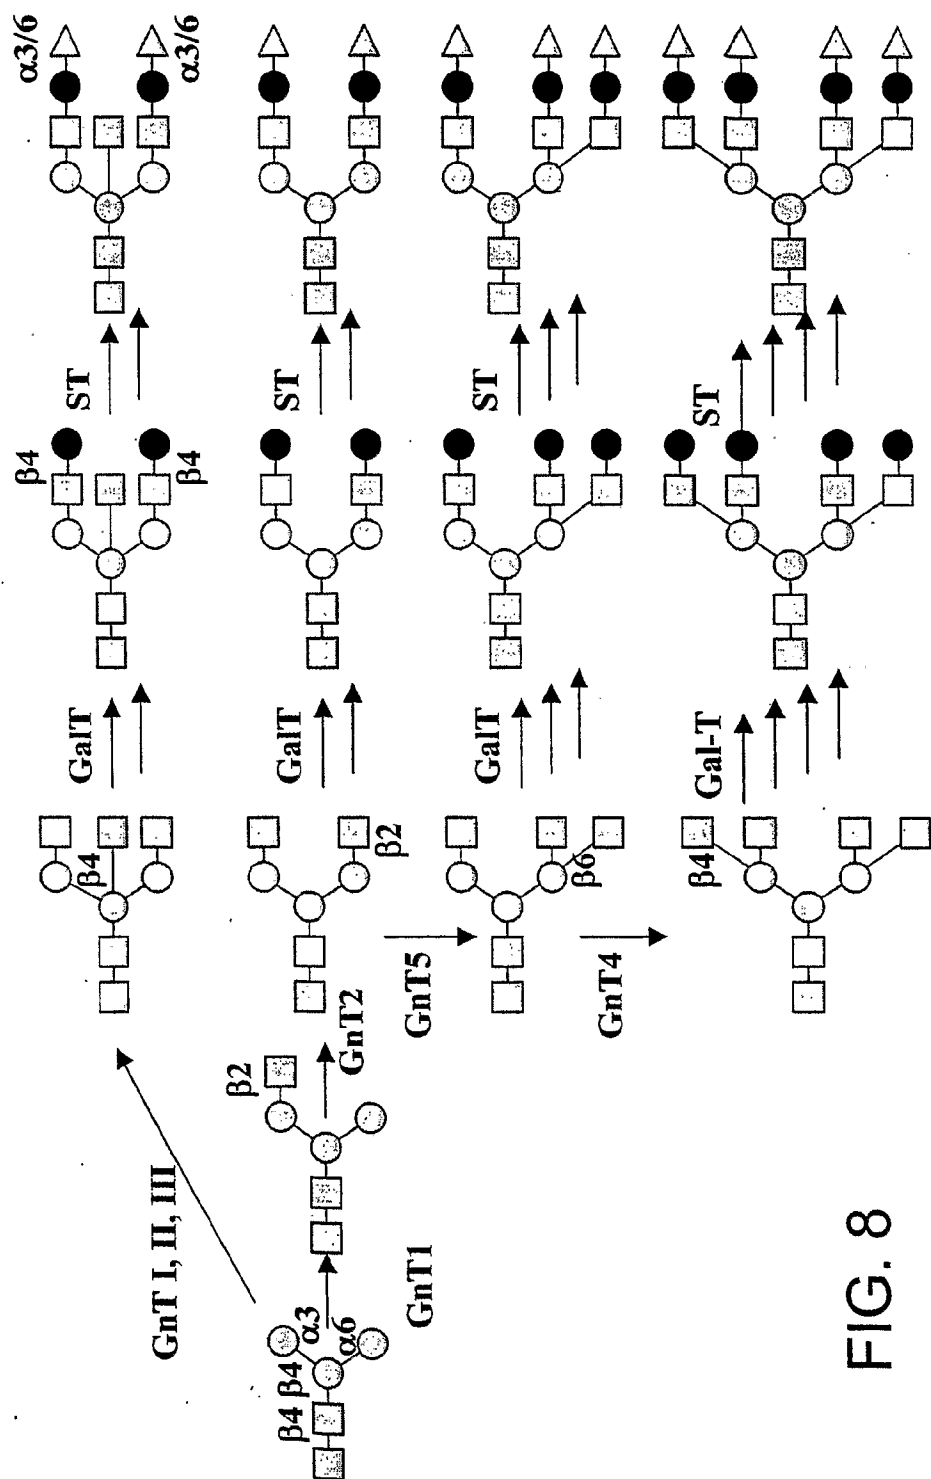 α3/6
β4
ST
GalT
β4
GnT I, II, III
α3/6
β4
β2
ST
GalT
β4 β4
α3
α6
GnT1
GnT2
β2
GnT5
ST
GalT
β6
GnT4
ST
Gal-T
β4
FIG. 8